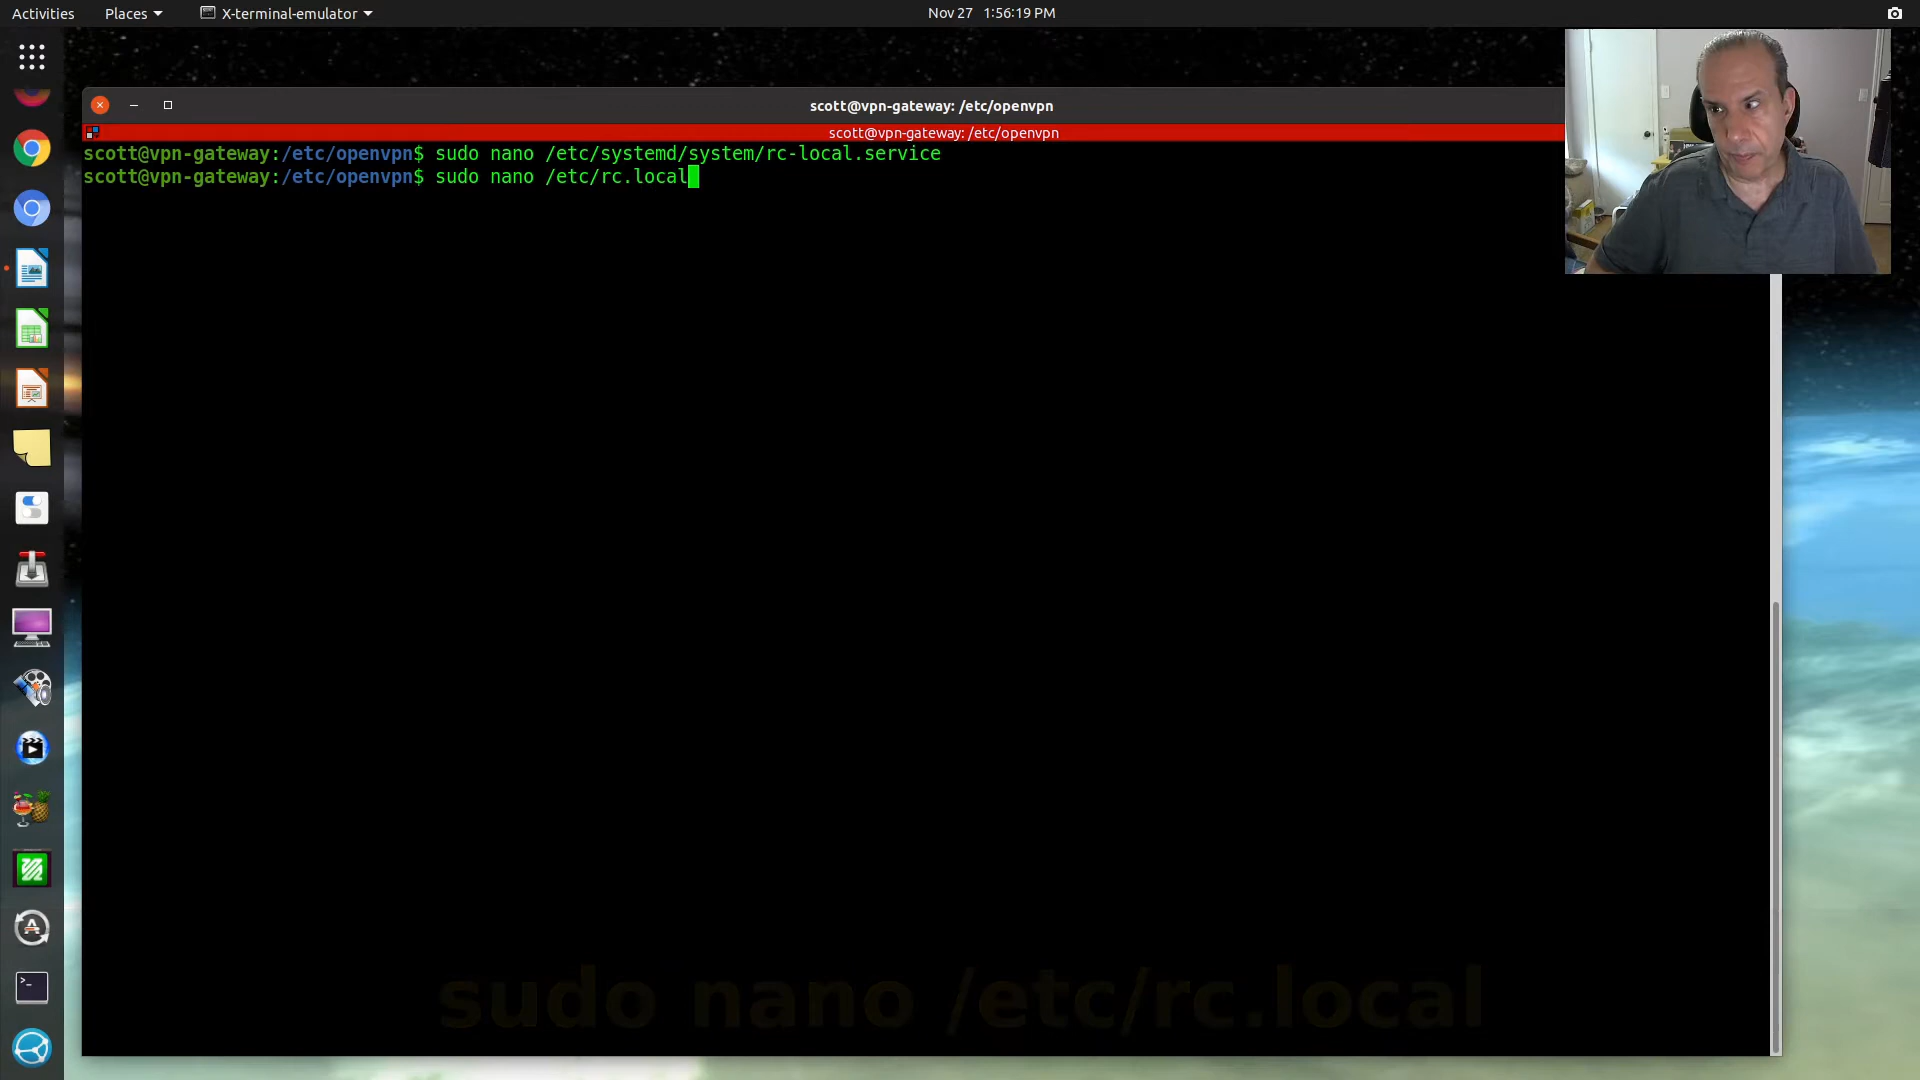 Activities Places X-terminal-emulator Nov 27 1:56:19 PM
scott@vpn-gateway: /etc/openvpn
scott@vpn-gateway: /etc/openvpn
scott@vpn-gateway:/etc/openvpn$ sudo nano /etc/systemd/system/rc-local.service
scott@vpn-gateway:/etc/openvpn$ sudo nano /etc/rc.local
sudo nano /etc/rc.local